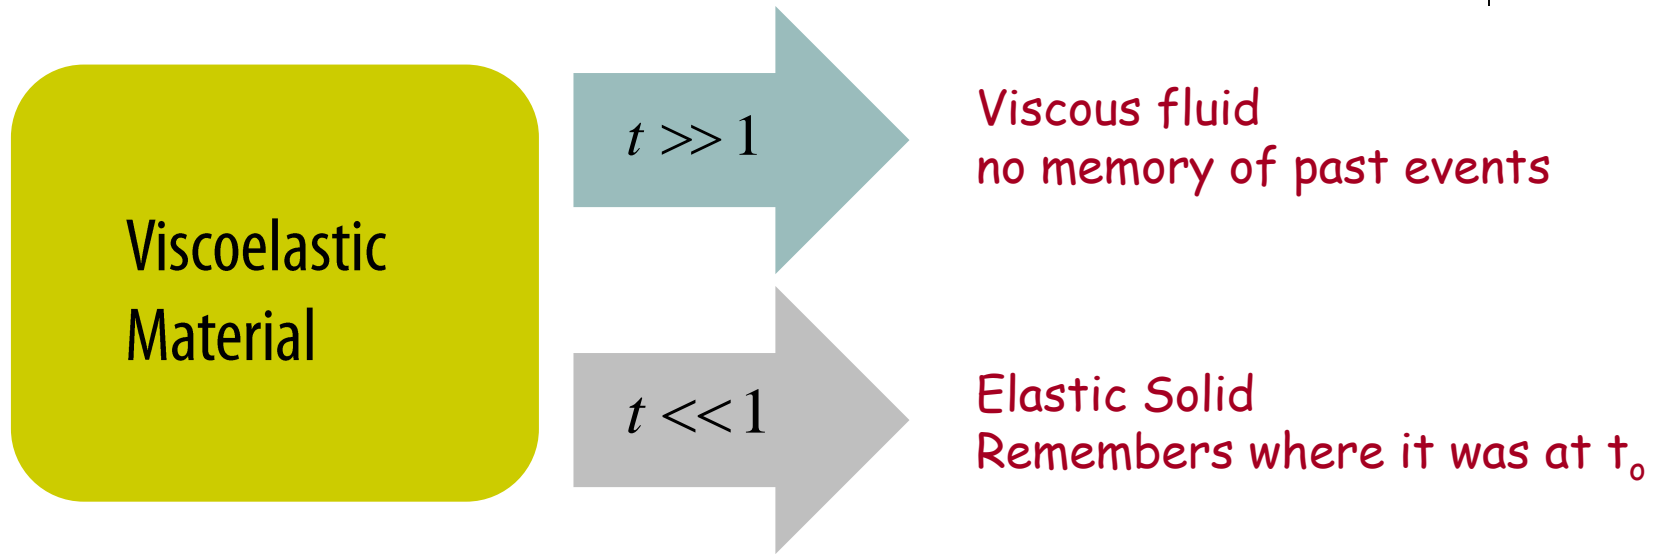 Viscoelastic
Material
t >> 1
Viscous fluid
no memory of past events
t << 1
Elastic Solid
Remembers where it was at tₒ